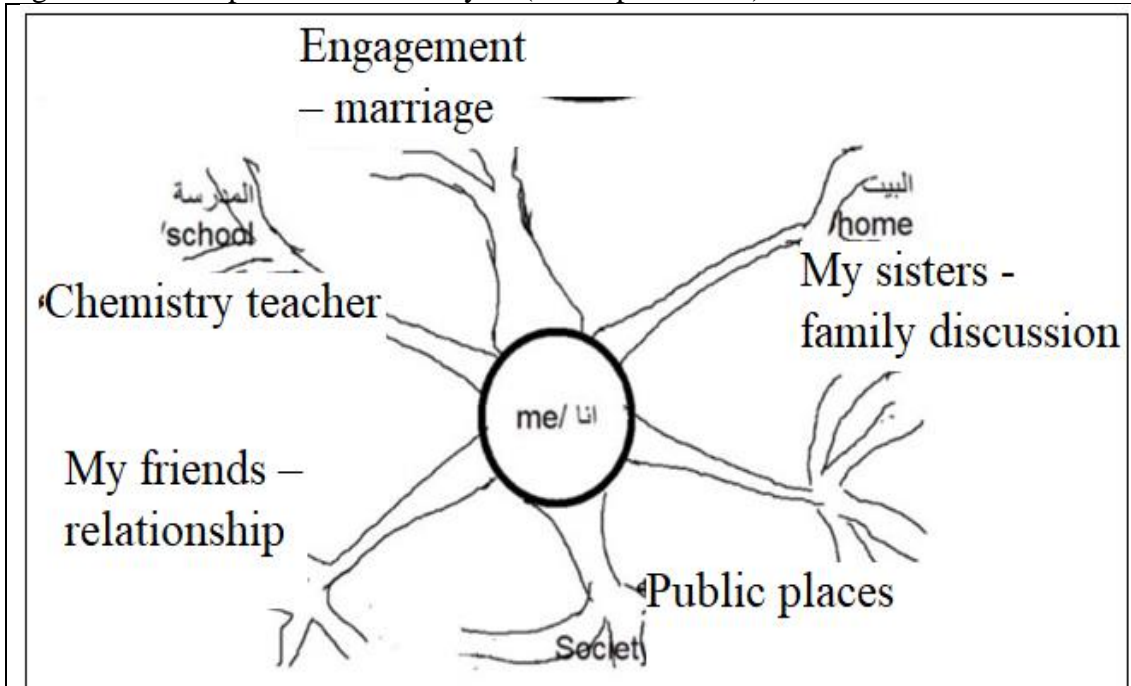 Engagement
– marriage
المدرسة
/school
Chemistry teacher
البيت
/home
My sisters -
family discussion
me/ انا
My friends –
relationship
Public places
Society